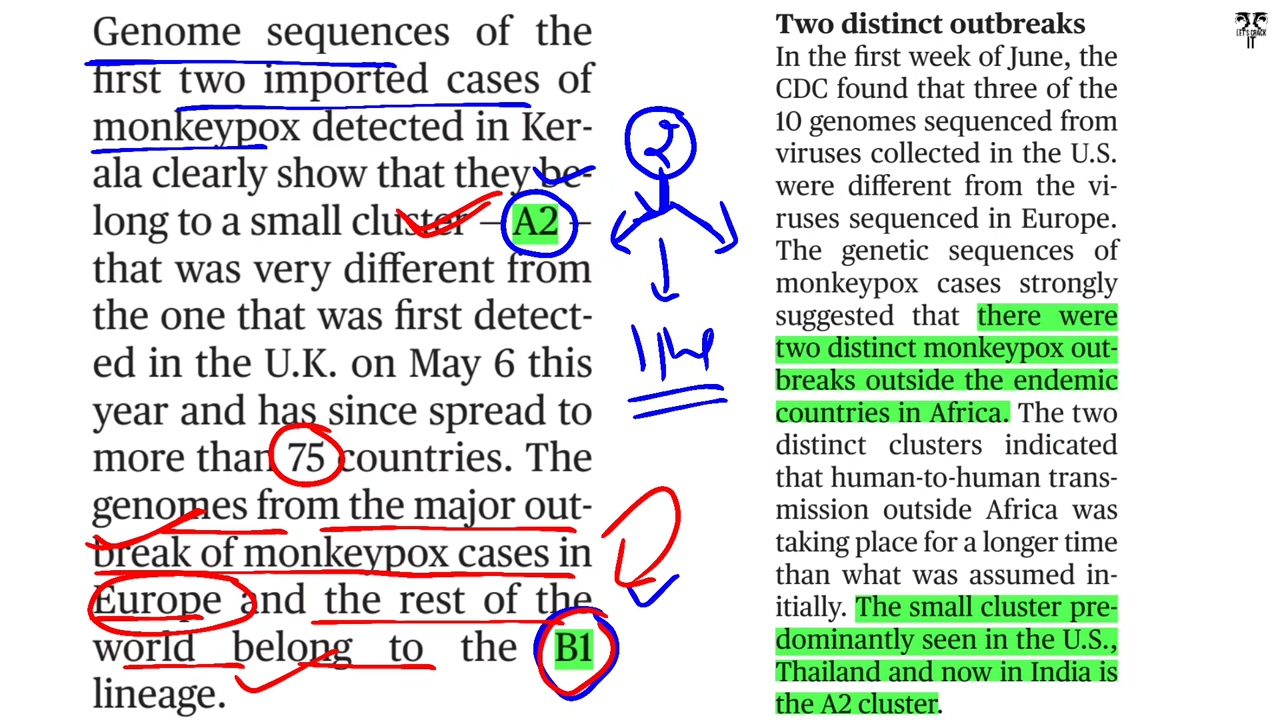 Genome sequences of the
first two imported cases of
monkeypox detected in Ker-
ala clearly show that they be-
long to a small cluster – A2 –
that was very different from
the one that was first detect-
ed in the U.K. on May 6 this
year and has since spread to
more than 75 countries. The
genomes from the major out-
break of monkeypox cases in
Europe and the rest of the
world belong to the B1
lineage.
Two distinct outbreaks
In the first week of June, the
CDC found that three of the
10 genomes sequenced from
viruses collected in the U.S.
were different from the vi-
ruses sequenced in Europe.
The genetic sequences of
monkeypox cases strongly
suggested that there were
two distinct monkeypox out-
breaks outside the endemic
countries in Africa. The two
distinct clusters indicated
that human-to-human trans-
mission outside Africa was
taking place for a longer time
than what was assumed in-
itially. The small cluster pre-
dominantly seen in the U.S.,
Thailand and now in India is
the A2 cluster.
LET'S CRACK
IT